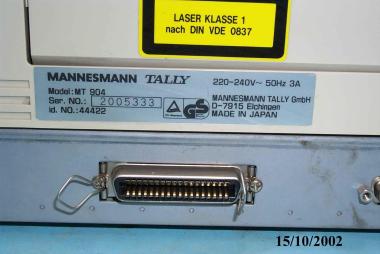 LASER KLASSE 1
nach DIN VDE 0837
MANNESMANN TALLY
220-240V~ 50Hz 3A
Model: MT 904
Ser. NO.: 2005333
id. NO.: 44422
GS
MANNESMANN TALLY GmbH
D-7915 Elchingen
MADE IN JAPAN
15/10/2002